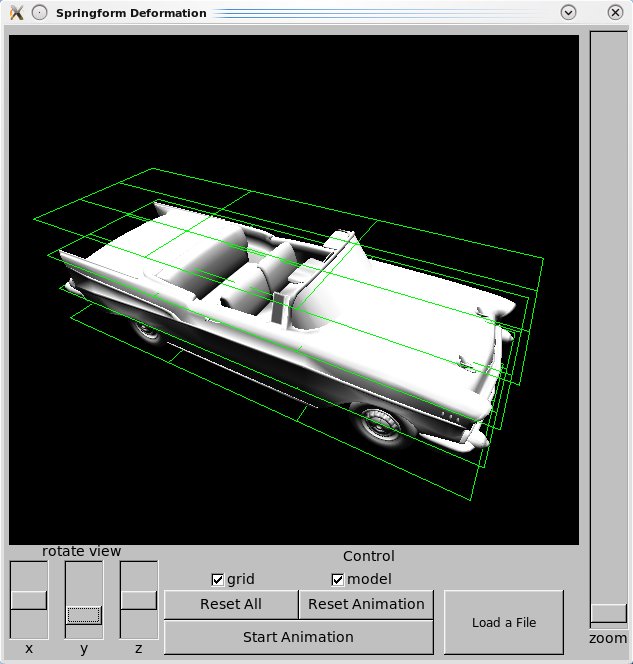 Springform Deformation
rotate view
Control
grid
model
Reset All
Reset Animation
Load a File
Start Animation
zoom
x
y
z